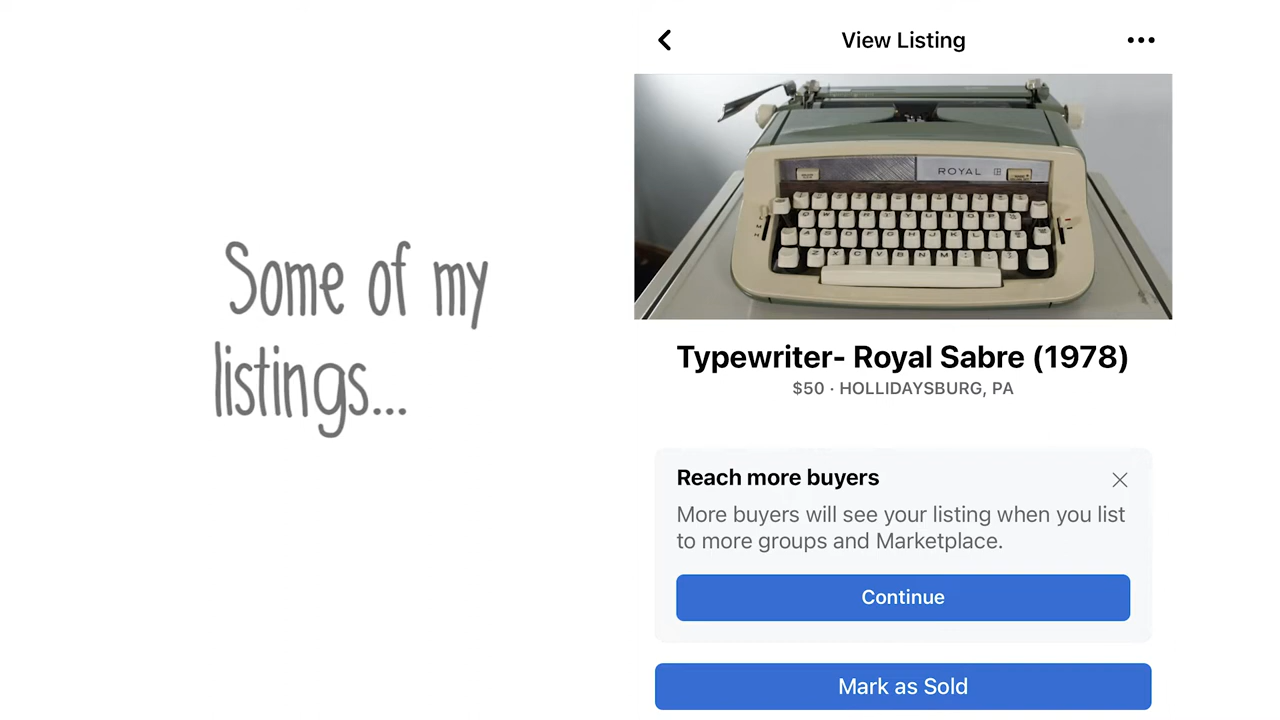 Some of my
listings...
View Listing
ROYAL
Q W E R T Y U I O P
A S D F G H J K L
Z X C V B N M
Typewriter- Royal Sabre (1978)
$50 · HOLLIDAYSBURG, PA
Reach more buyers
More buyers will see your listing when you list
to more groups and Marketplace.
Continue
Mark as Sold